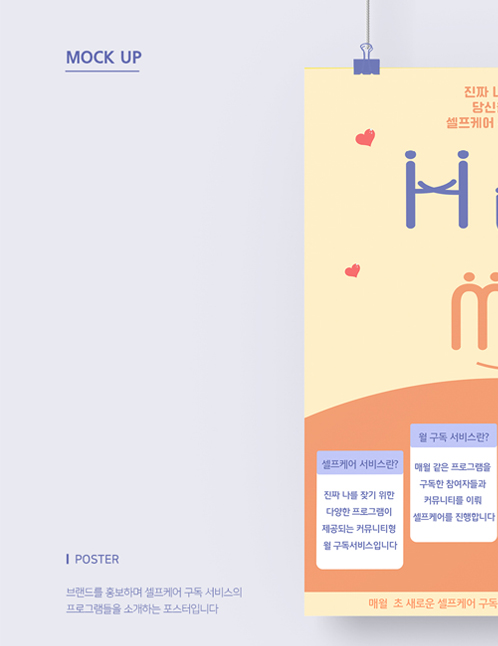 MOCK UP
진짜 나
당신
셀프케어
H
m
월 구독 서비스란?
매월 같은 프로그램을
구독한 참여자들과
커뮤니티를 이뤄
셀프케어를 진행합니다
셀프케어 서비스란?
진짜 나를 찾기 위한
다양한 프로그램이
제공되는 커뮤니티형
월 구독서비스입니다
매월 초 새로운 셀프케어 구독
POSTER
브랜드를 홍보하며 셀프케어 구독 서비스의
프로그램들을 소개하는 포스터입니다